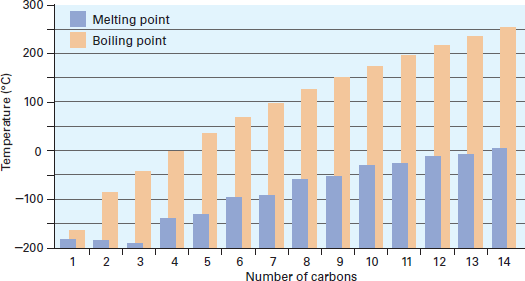 300
200
100
0
−100
−200
Temperature (°C)
Melting point
Boiling point
1 2 3 4 5 6 7 8 9 10 11 12 13 14
Number of carbons